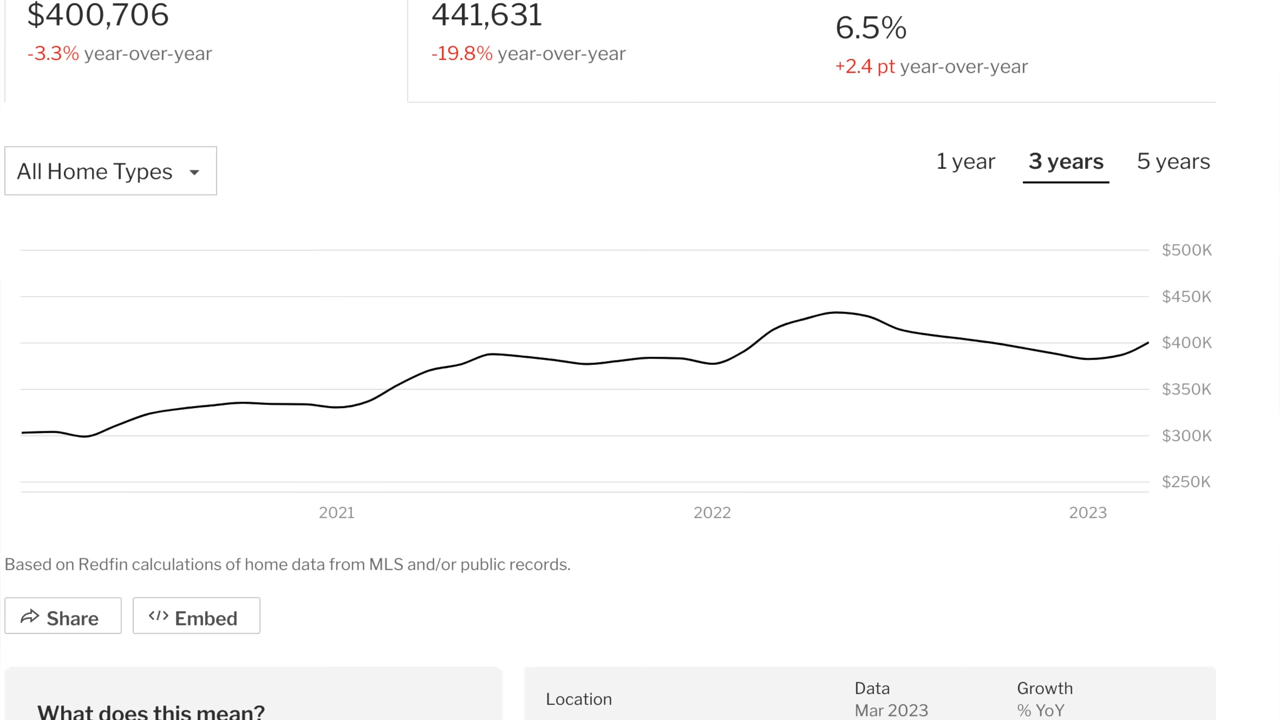 $400,706
-3.3% year-over-year
441,631
-19.8% year-over-year
6.5%
+2.4 pt year-over-year
All Home Types
1 year 3 years 5 years
$500K
$450K
$400K
$350K
$300K
$250K
2021 2022 2023
Based on Redfin calculations of home data from MLS and/or public records.
Share
</> Embed
What does this mean?
Location
Data
Mar 2023
Growth
% YoY